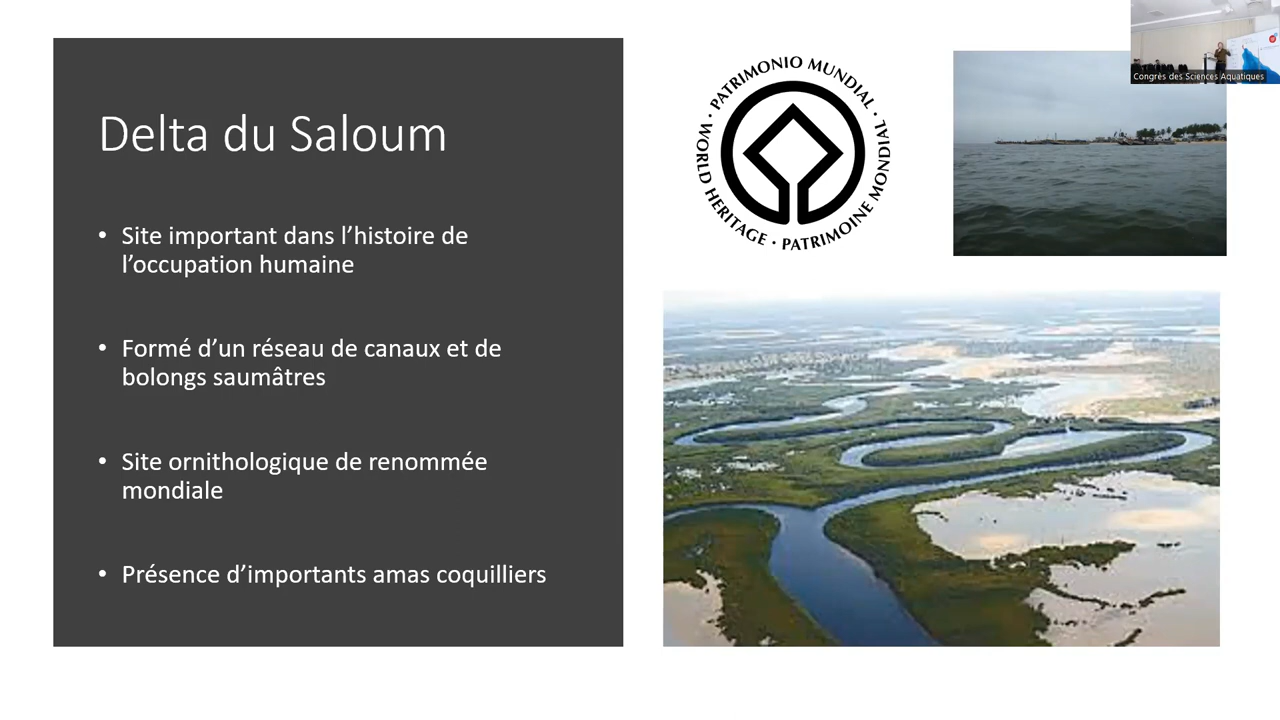 Delta du Saloum
• Site important dans l’histoire de
l’occupation humaine
• Formé d’un réseau de canaux et de
bolongs saumâtres
• Site ornithologique de renommée
mondiale
• Présence d’importants amas coquilliers
• PATRIMONIO MUNDIAL • PATRIMOINE MONDIAL • WORLD HERITAGE
Congrès des Sciences Aquatiques